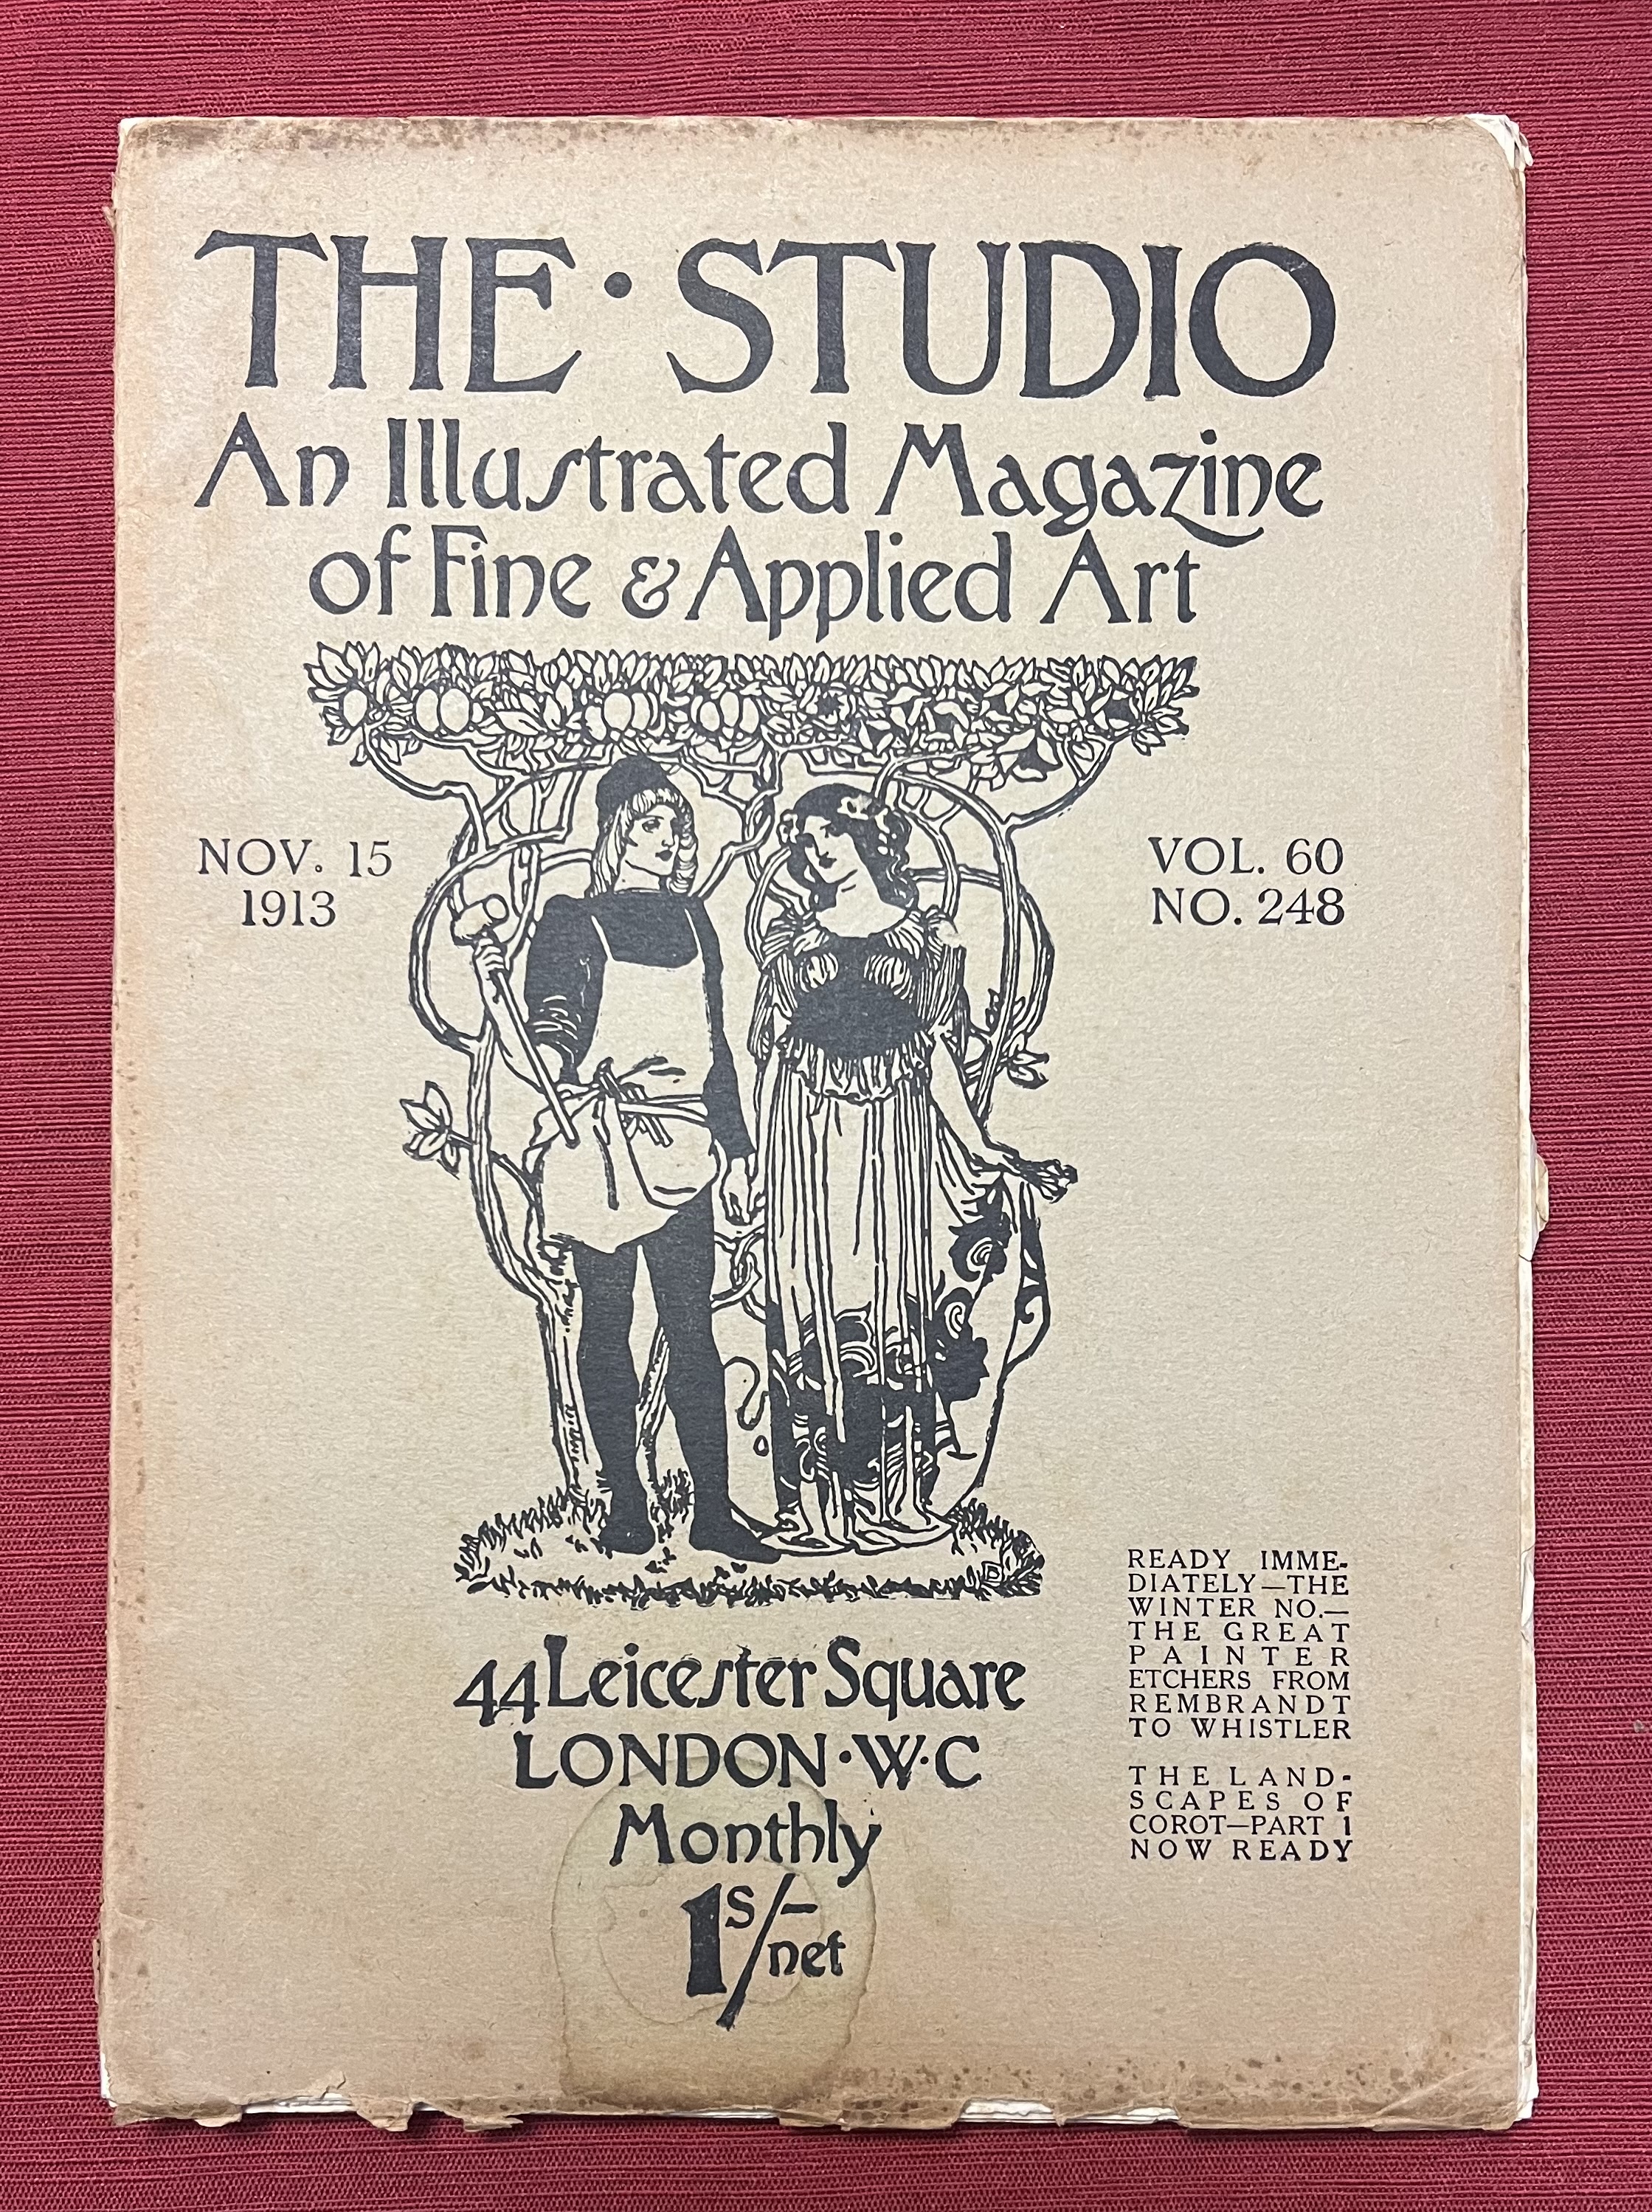 THE · STUDIO
An Illustrated Magazine
of Fine & Applied Art
NOV. 15
1913
VOL. 60
NO. 248
44 Leicester Square
LONDON · W · C
Monthly
1s/- net
READY IMME-
DIATELY—THE
WINTER NO.—
THE GREAT
PAINTER
ETCHERS FROM
REMBRANDT
TO WHISTLER
THE LAND-
SCAPES OF
COROT—PART 1
NOW READY